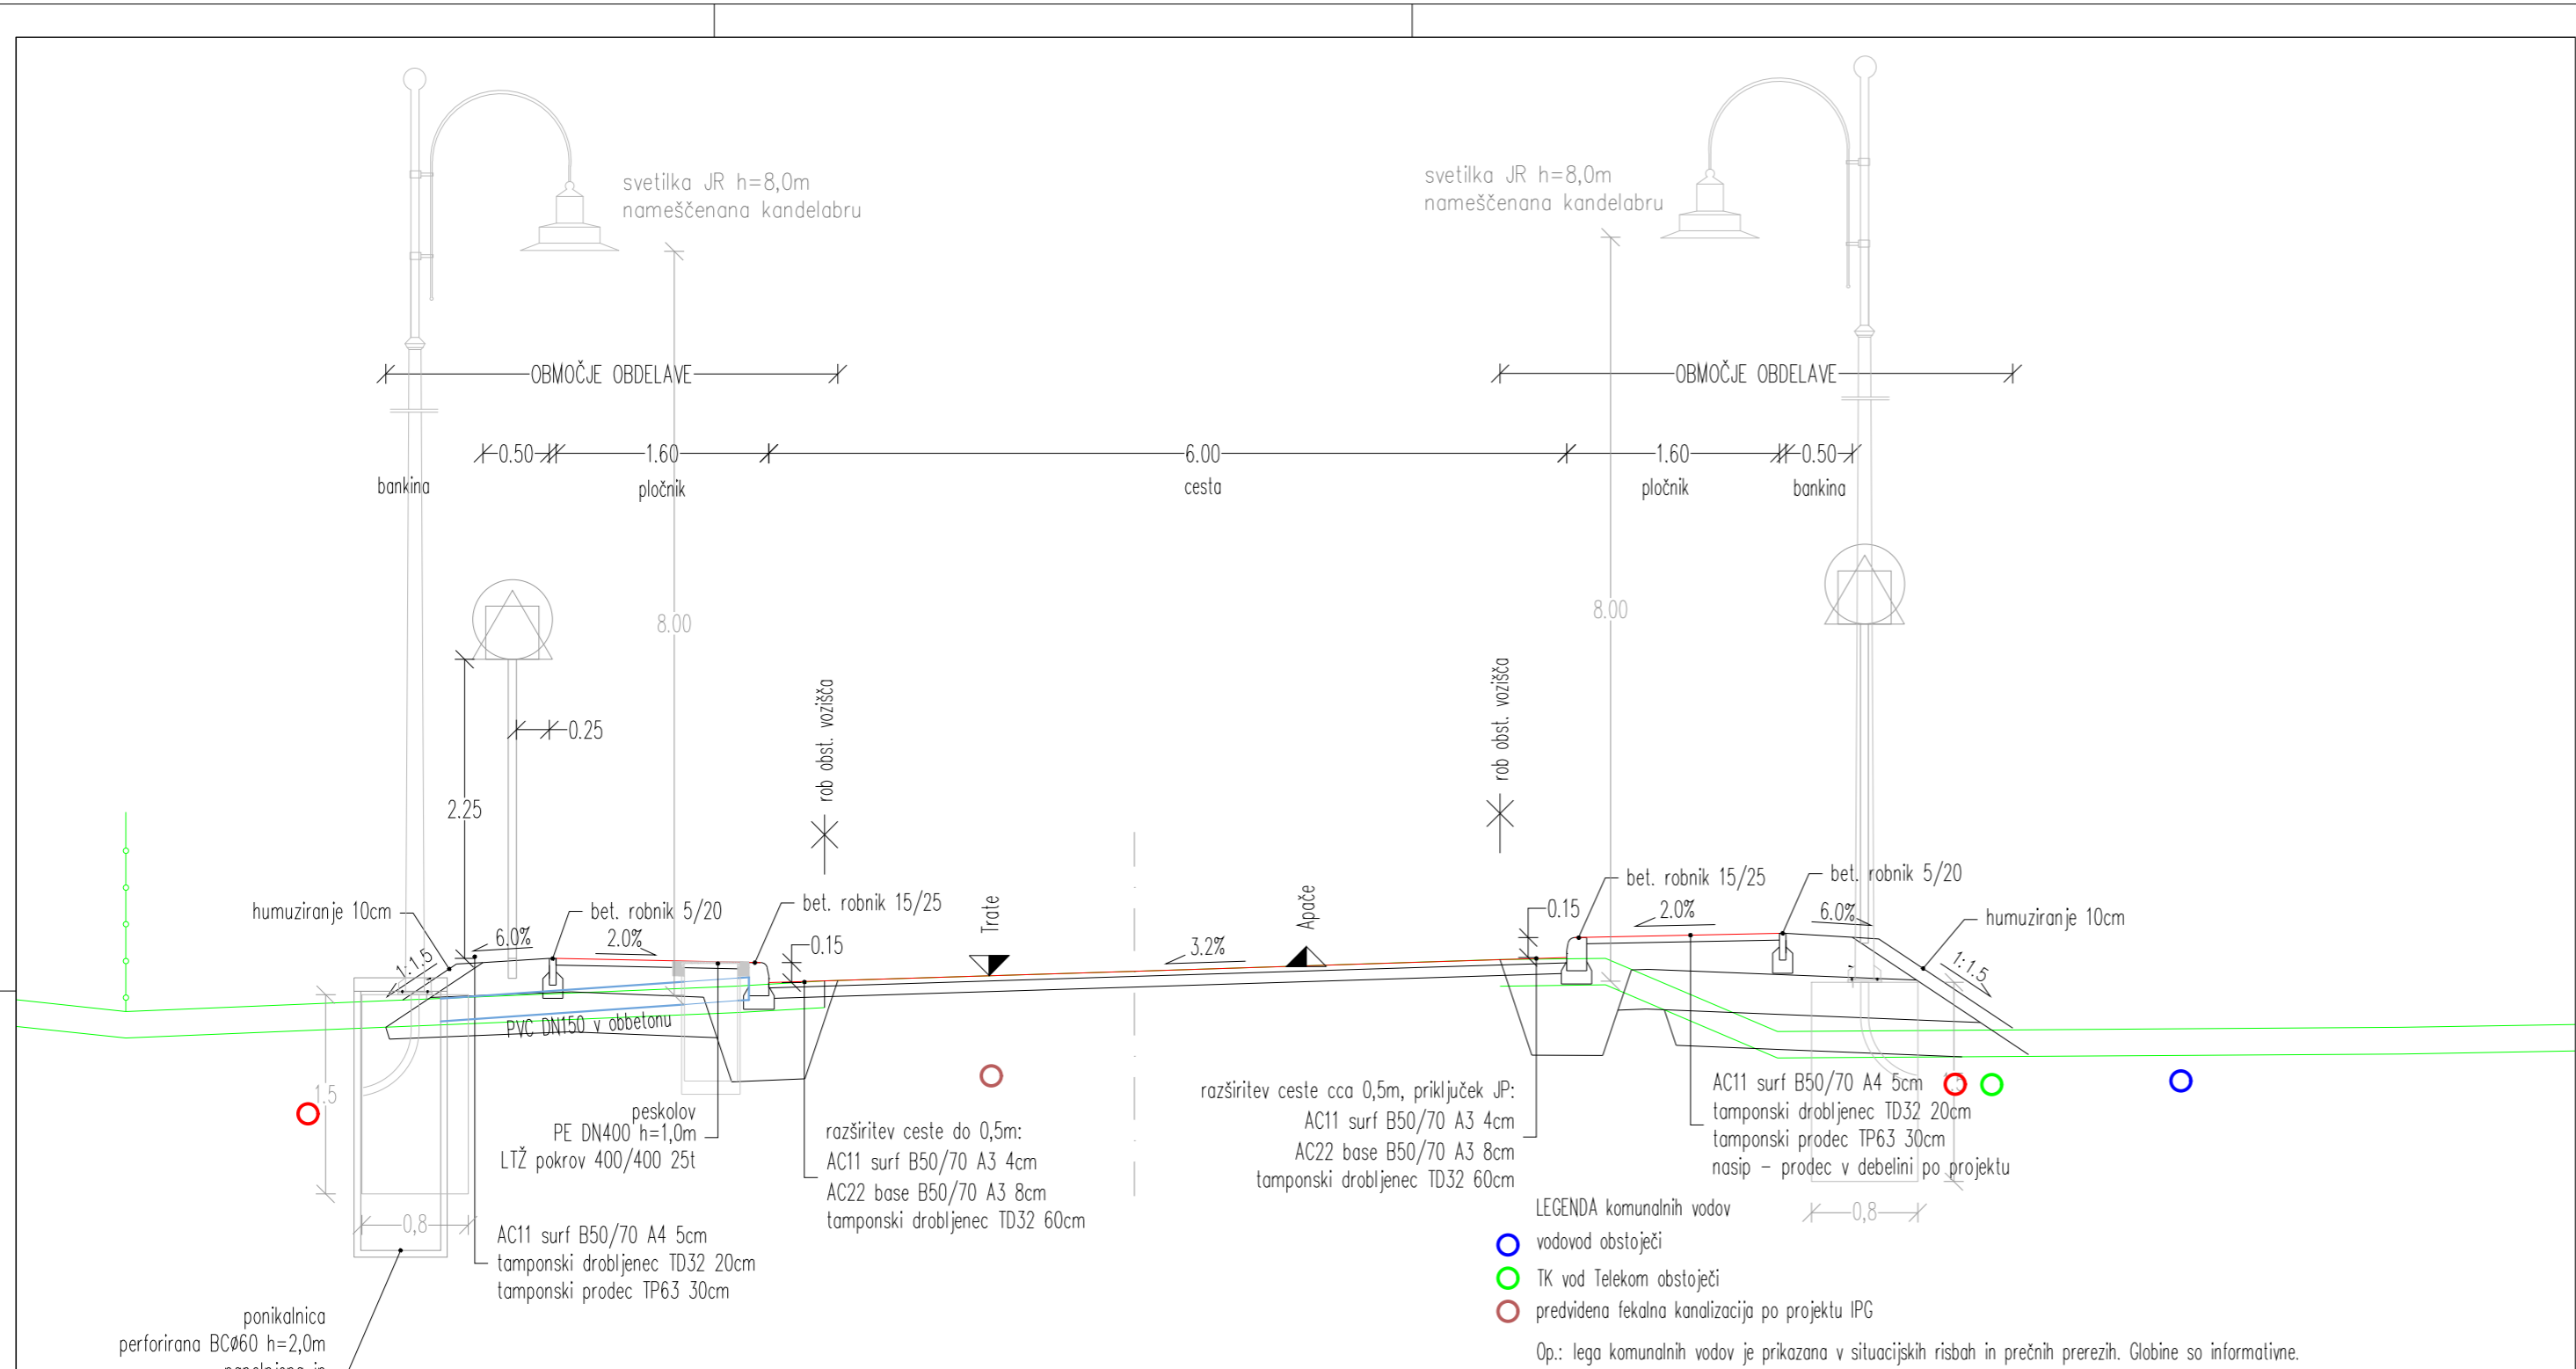 svetilka JR h=8,0m
nameščenana kandelabru
svetilka JR h=8,0m
nameščenana kandelabru
OBMOČJE OBDELAVE
OBMOČJE OBDELAVE
0.50
1.60
6.00
1.60
0.50
bankina
pločnik
cesta
pločnik
bankina
8.00
8.00
2.25
0.25
rob obst. vozišča
rob obst. vozišča
humuziranje 10cm
1:1.5
6.0%
bet. robnik 5/20
2.0%
bet. robnik 15/25
0.15
Trate
3.2%
Apače
0.15
bet. robnik 15/25
2.0%
bet. robnik 5/20
6.0%
humuziranje 10cm
1:1.5
PVC DN150 v obbetonu
1.5
1.5
0,8
0,8
peskolov
PE DN400 h=1,0m
LTŽ pokrov 400/400 25t
razširitev ceste do 0,5m:
AC11 surf B50/70 A3 4cm
AC22 base B50/70 A3 8cm
tamponski drobljenec TD32 60cm
razširitev ceste cca 0,5m, priključek JP:
AC11 surf B50/70 A3 4cm
AC22 base B50/70 A3 8cm
tamponski drobljenec TD32 60cm
AC11 surf B50/70 A4 5cm
tamponski drobljenec TD32 20cm
tamponski prodec TP63 30cm
nasip - prodec v debelini po projektu
AC11 surf B50/70 A4 5cm
tamponski drobljenec TD32 20cm
tamponski prodec TP63 30cm
ponikalnica
perforirana BCø60 h=2,0m
LEGENDA komunalnih vodov
vodovod obstoječi
TK vod Telekom obstoječi
predvidena fekalna kanalizacija po projektu IPG
Op.: lega komunalnih vodov je prikazana v situacijskih risbah in prečnih prerezih. Globine so informativne.